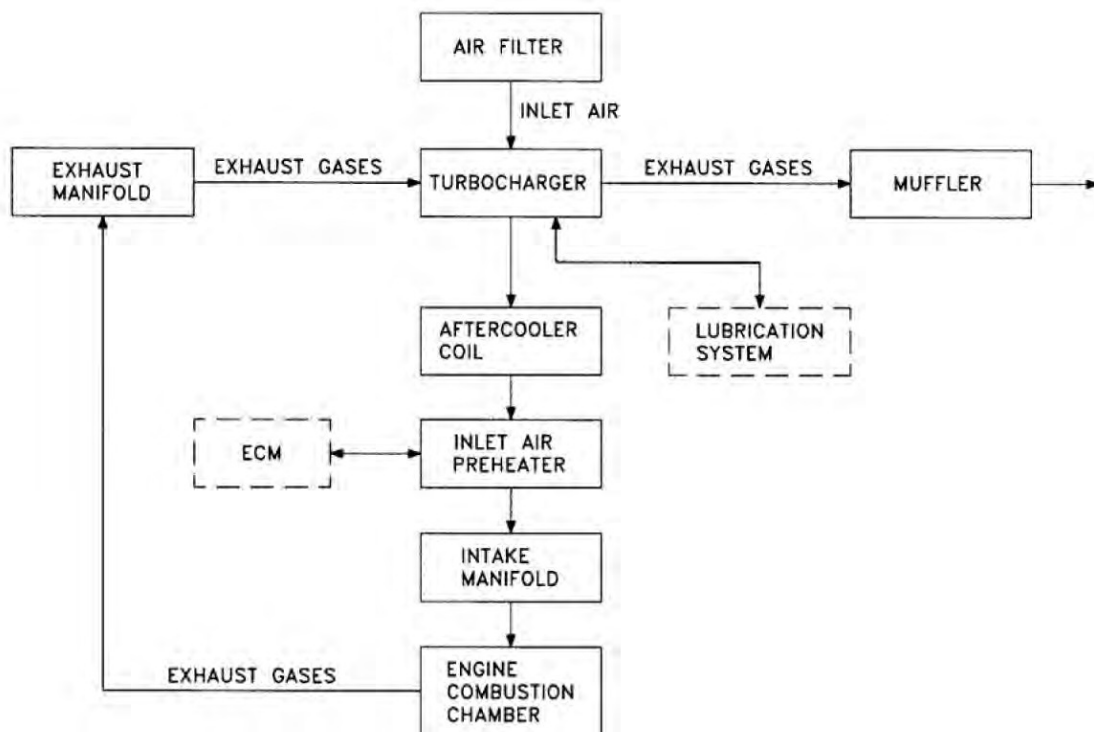 AIR FILTER
INLET AIR
EXHAUST
MANIFOLD
EXHAUST GASES
TURBOCHARGER
EXHAUST GASES
MUFFLER
AFTERCOOLER
COIL
LUBRICATION
SYSTEM
ECM
INLET AIR
PREHEATER
INTAKE
MANIFOLD
EXHAUST GASES
ENGINE
COMBUSTION
CHAMBER